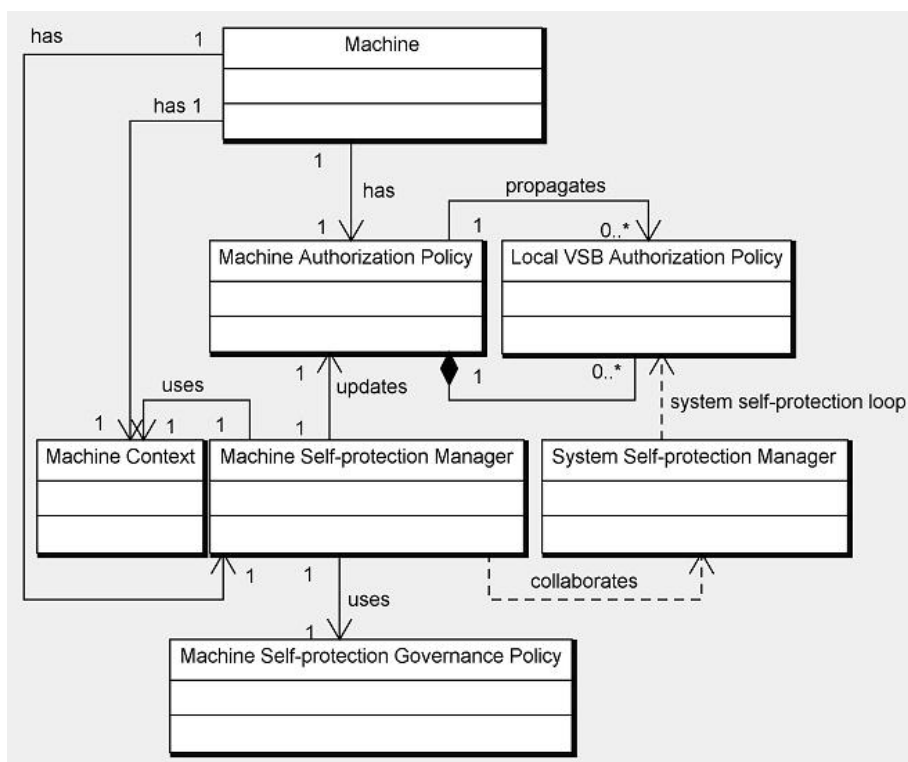 has
1
Machine
has 1
1
has
propagates
1
1
0..*
Machine Authorization Policy
Local VSB Authorization Policy
1
updates
1
0..*
uses
system self-protection loop
1
1
1
1
Machine Context
Machine Self-protection Manager
System Self-protection Manager
1
1
collaborates
uses
1
Machine Self-protection Governance Policy